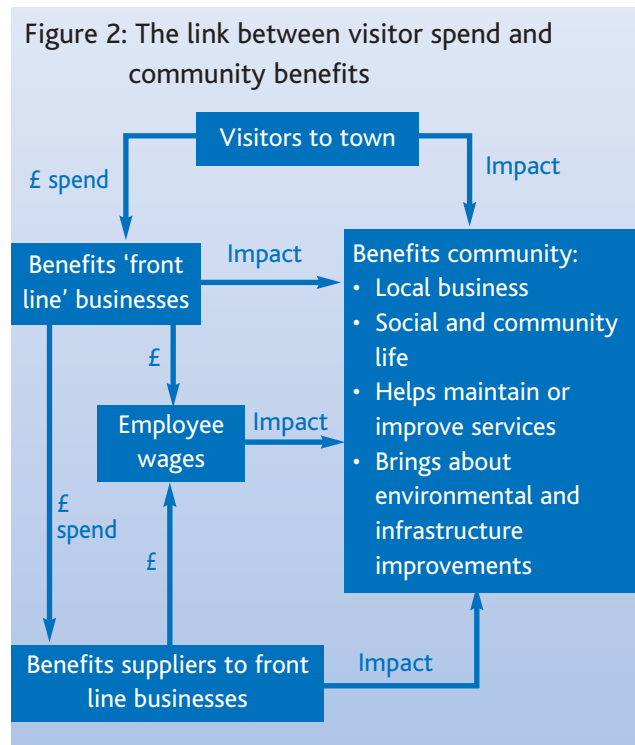 Figure 2: The link between visitor spend and
community benefits
Visitors to town
£ spend
Impact
Benefits ‘front
line’ businesses
Impact
Benefits community:
• Local business
• Social and community
life
• Helps maintain or
improve services
• Brings about
environmental and
infrastructure
improvements
£
Employee
wages
Impact
£
spend
£
Benefits suppliers to front
line businesses
Impact